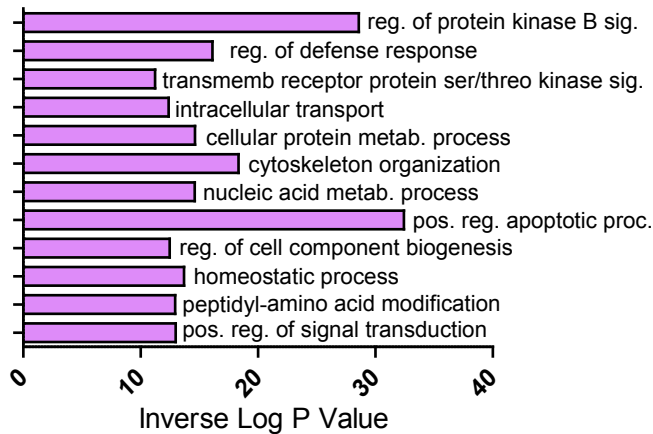 reg. of protein kinase B sig.
reg. of defense response
transmemb receptor protein ser/threo kinase sig.
intracellular transport
cellular protein metab. process
cytoskeleton organization
nucleic acid metab. process
pos. reg. apoptotic proc.
reg. of cell component biogenesis
homeostatic process
peptidyl-amino acid modification
pos. reg. of signal transduction
0 10 20 30 40
Inverse Log P Value